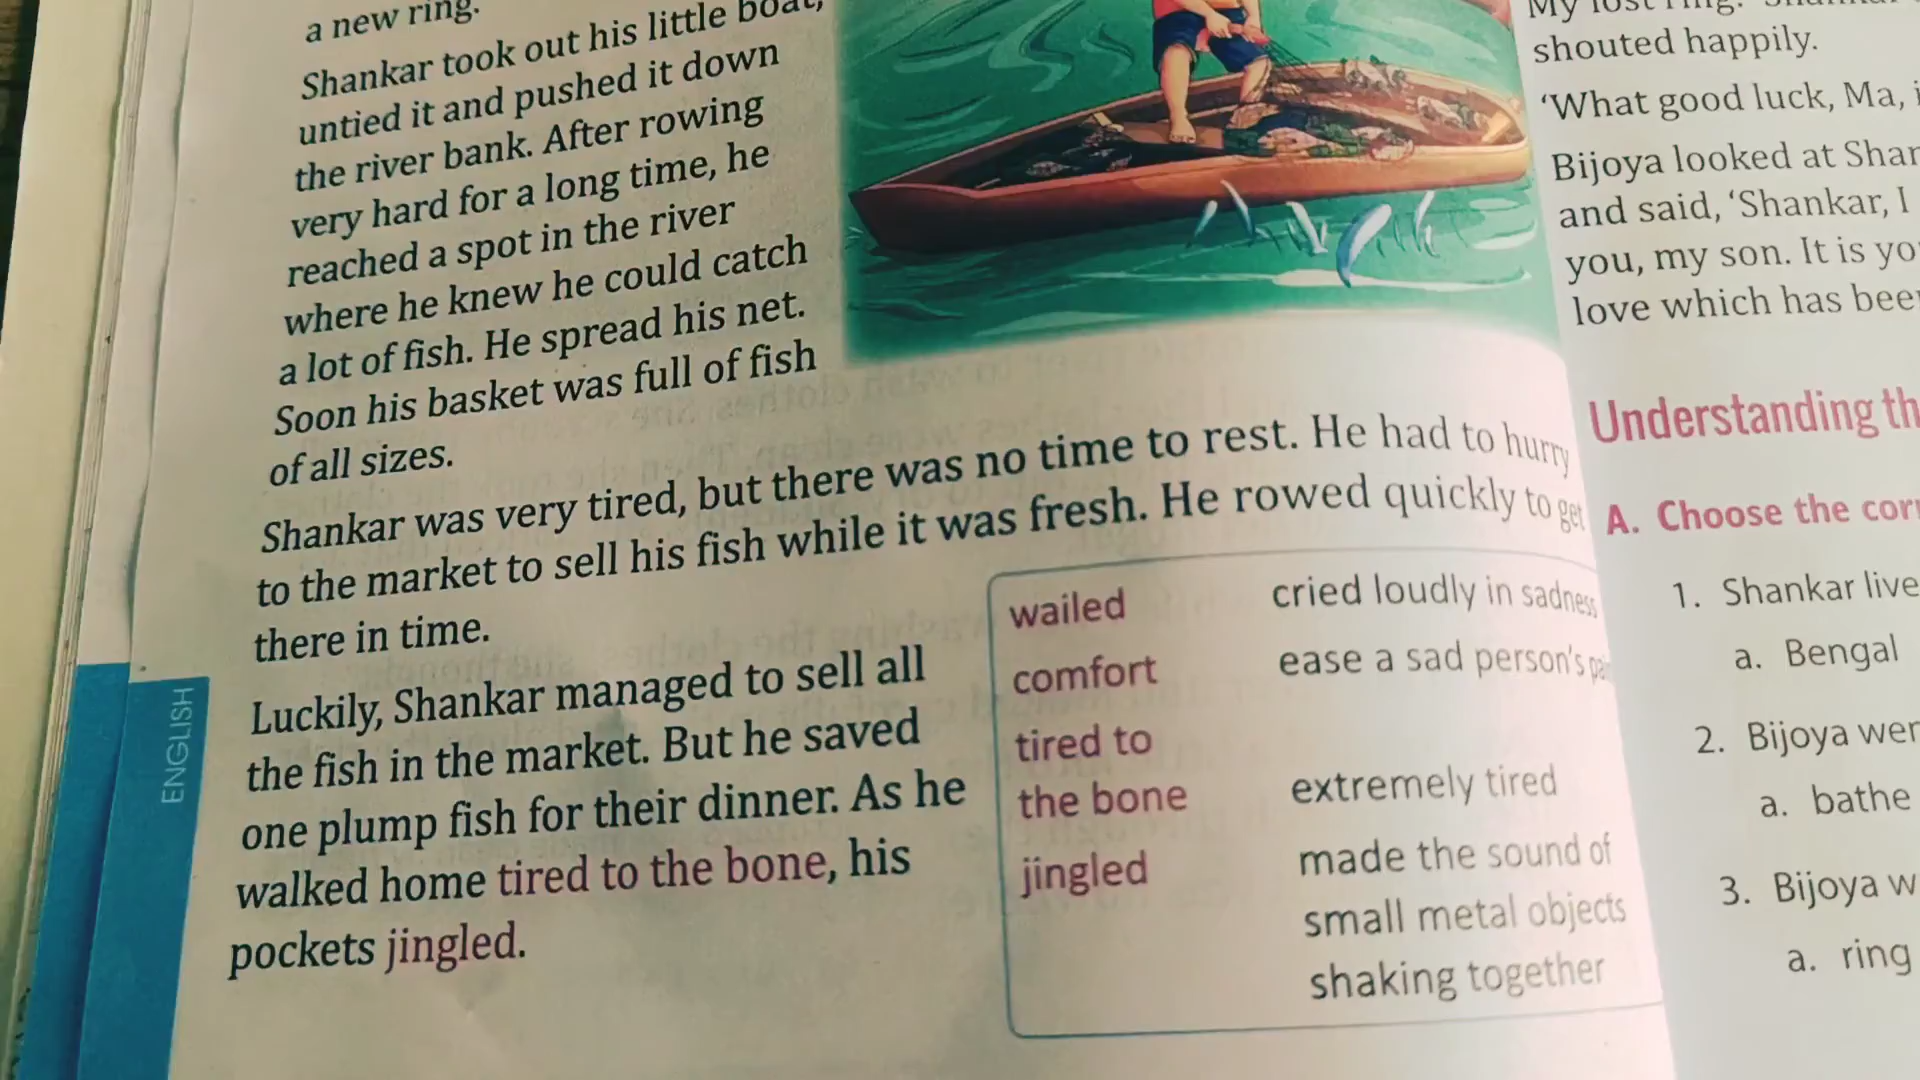 a new ring.
Shankar took out his little boat,
untied it and pushed it down
the river bank. After rowing
very hard for a long time, he
reached a spot in the river
where he knew he could catch
a lot of fish. He spread his net.
Soon his basket was full of fish
of all sizes.
Shankar was very tired, but there was no time to rest. He had to hurry
to the market to sell his fish while it was fresh. He rowed quickly to get
there in time.
Luckily, Shankar managed to sell all
the fish in the market. But he saved
one plump fish for their dinner. As he
walked home tired to the bone, his
pockets jingled.
wailed cried loudly in sadness
comfort ease a sad person's
tired to
the bone extremely tired
jingled made the sound of
small metal objects
shaking together
ENGLISH
My lost ring!
shouted happily.
‘What good luck, Ma,
Bijoya looked at
and said, ‘Shankar, I
you, my son. It is
love which has
Understanding
A. Choose the
1. Shankar
a. Bengal
2. Bijoya
a. bathe
3. Bijoya
a. ring